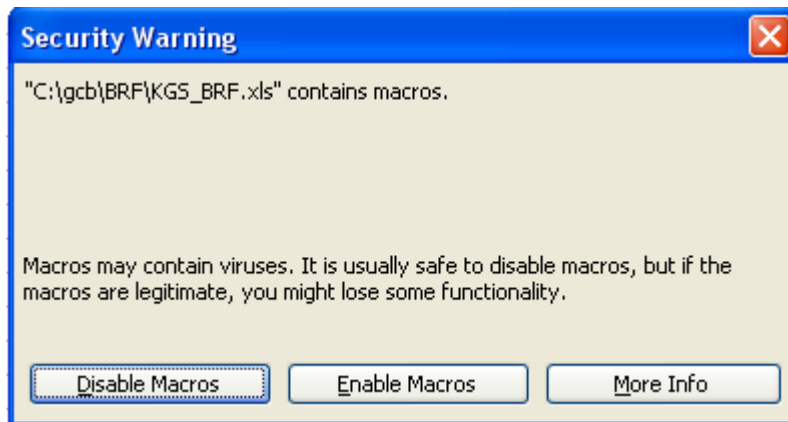 Security Warning
"C:\gcb\BRF\KGS_BRF.xls" contains macros.
Macros may contain viruses. It is usually safe to disable macros, but if the
macros are legitimate, you might lose some functionality.
Disable Macros Enable Macros More Info